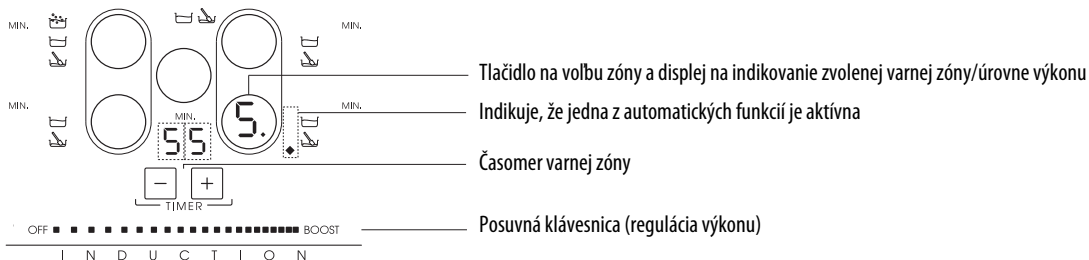 MIN.
MIN.
Tlačidlo na voľbu zóny a displej na indikovanie zvolenej varnej zóny/úrovne výkonu
5.
MIN.
MIN.
Indikuje, že jedna z automatických funkcií je aktívna
MIN.
55
Časomer varnej zóny
− +
TIMER
OFF BOOST
Posuvná klávesnica (regulácia výkonu)
I N D U C T I O N